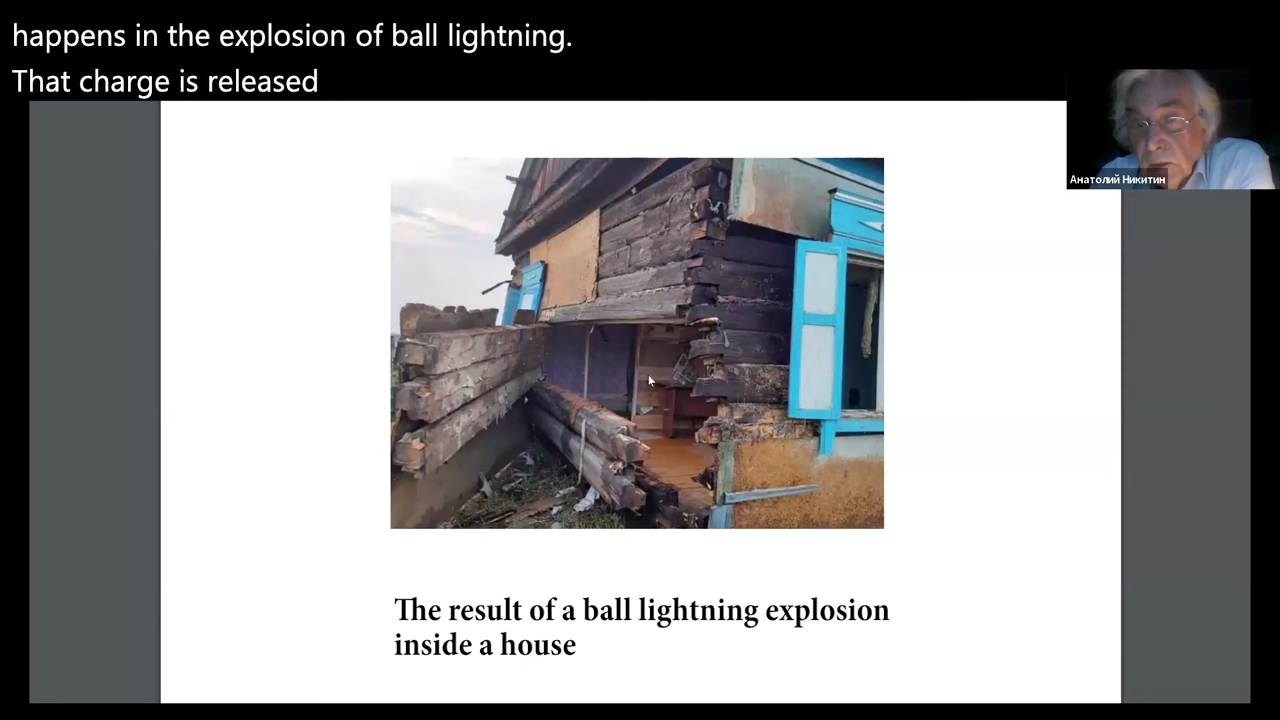 happens in the explosion of ball lightning.
That charge is released
Анатолий Никитин
The result of a ball lightning explosion
inside a house